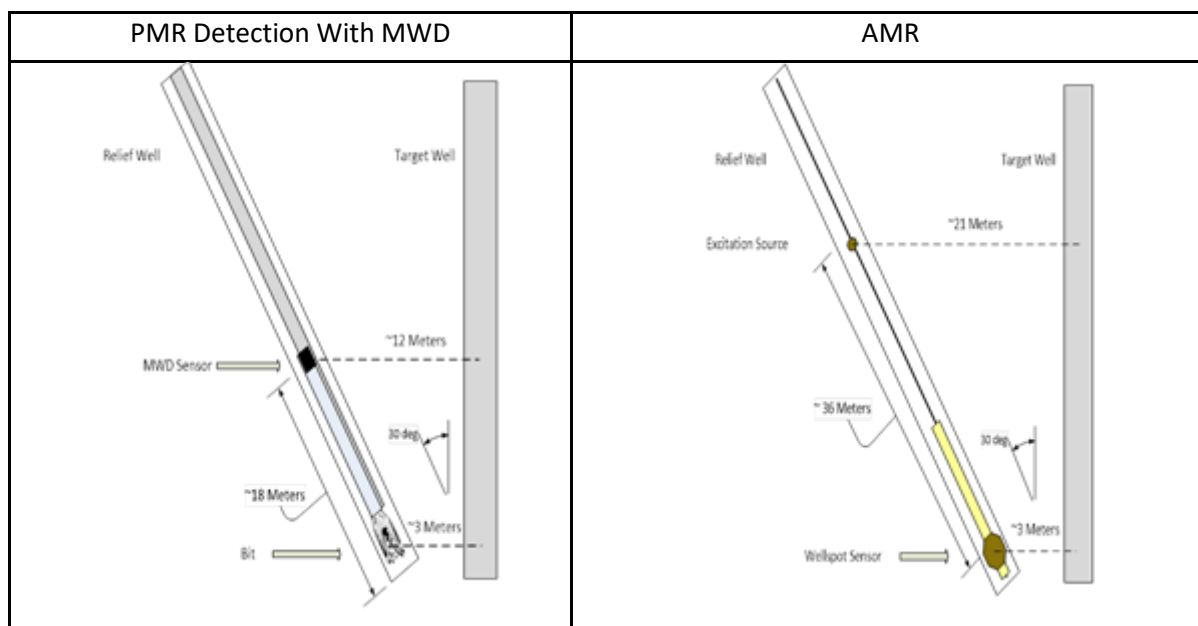 PMR Detection With MWD
AMR
Relief Well
Target Well
~12 Meters
MWD Sensor
30 deg
~18 Meters
~3 Meters
Bit
Relief Well
Target Well
~21 Meters
Excitation Source
~ 36 Meters
30 deg
~3 Meters
Wellspot Sensor